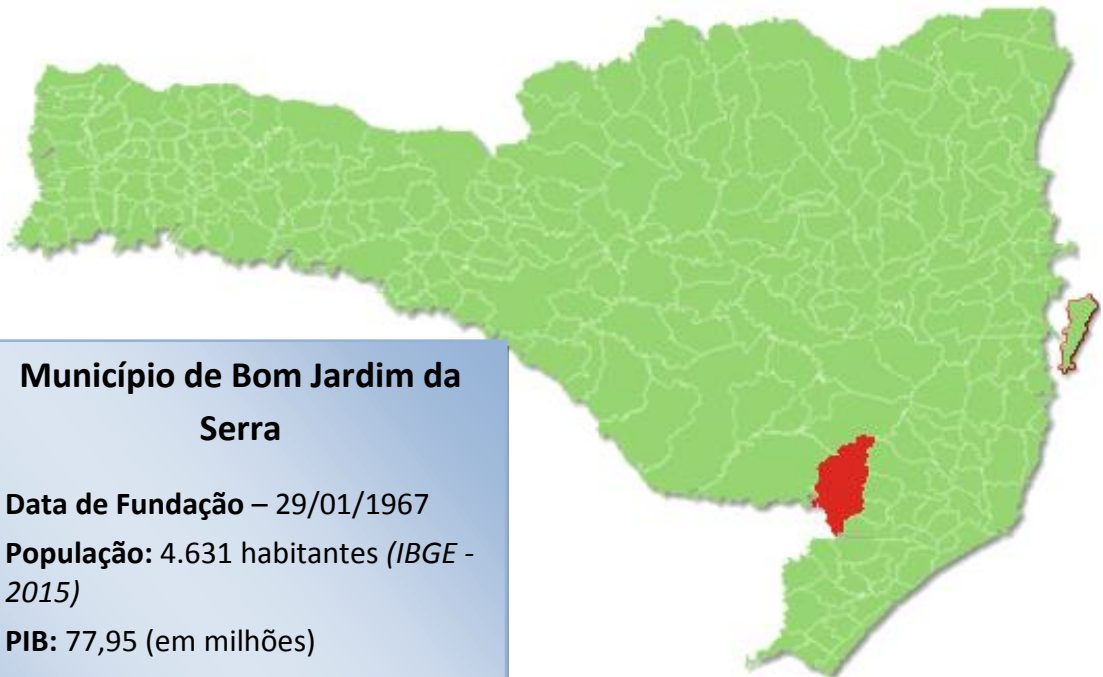 Município de Bom Jardim da
Serra
Data de Fundação – 29/01/1967
População: 4.631 habitantes (IBGE -
2015)
PIB: 77,95 (em milhões)